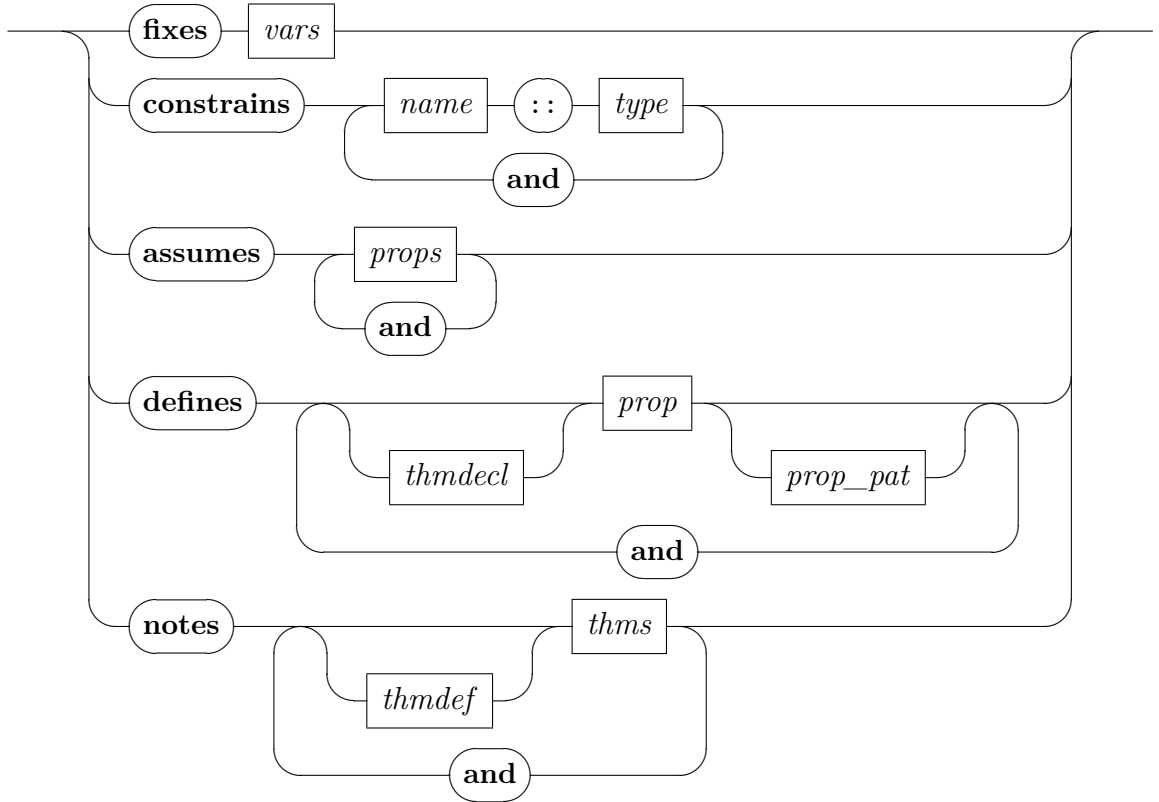 fixes vars
constrains name :: type
and
assumes props
and
defines prop
thmdecl prop_pat
and
notes thms
thmdef
and